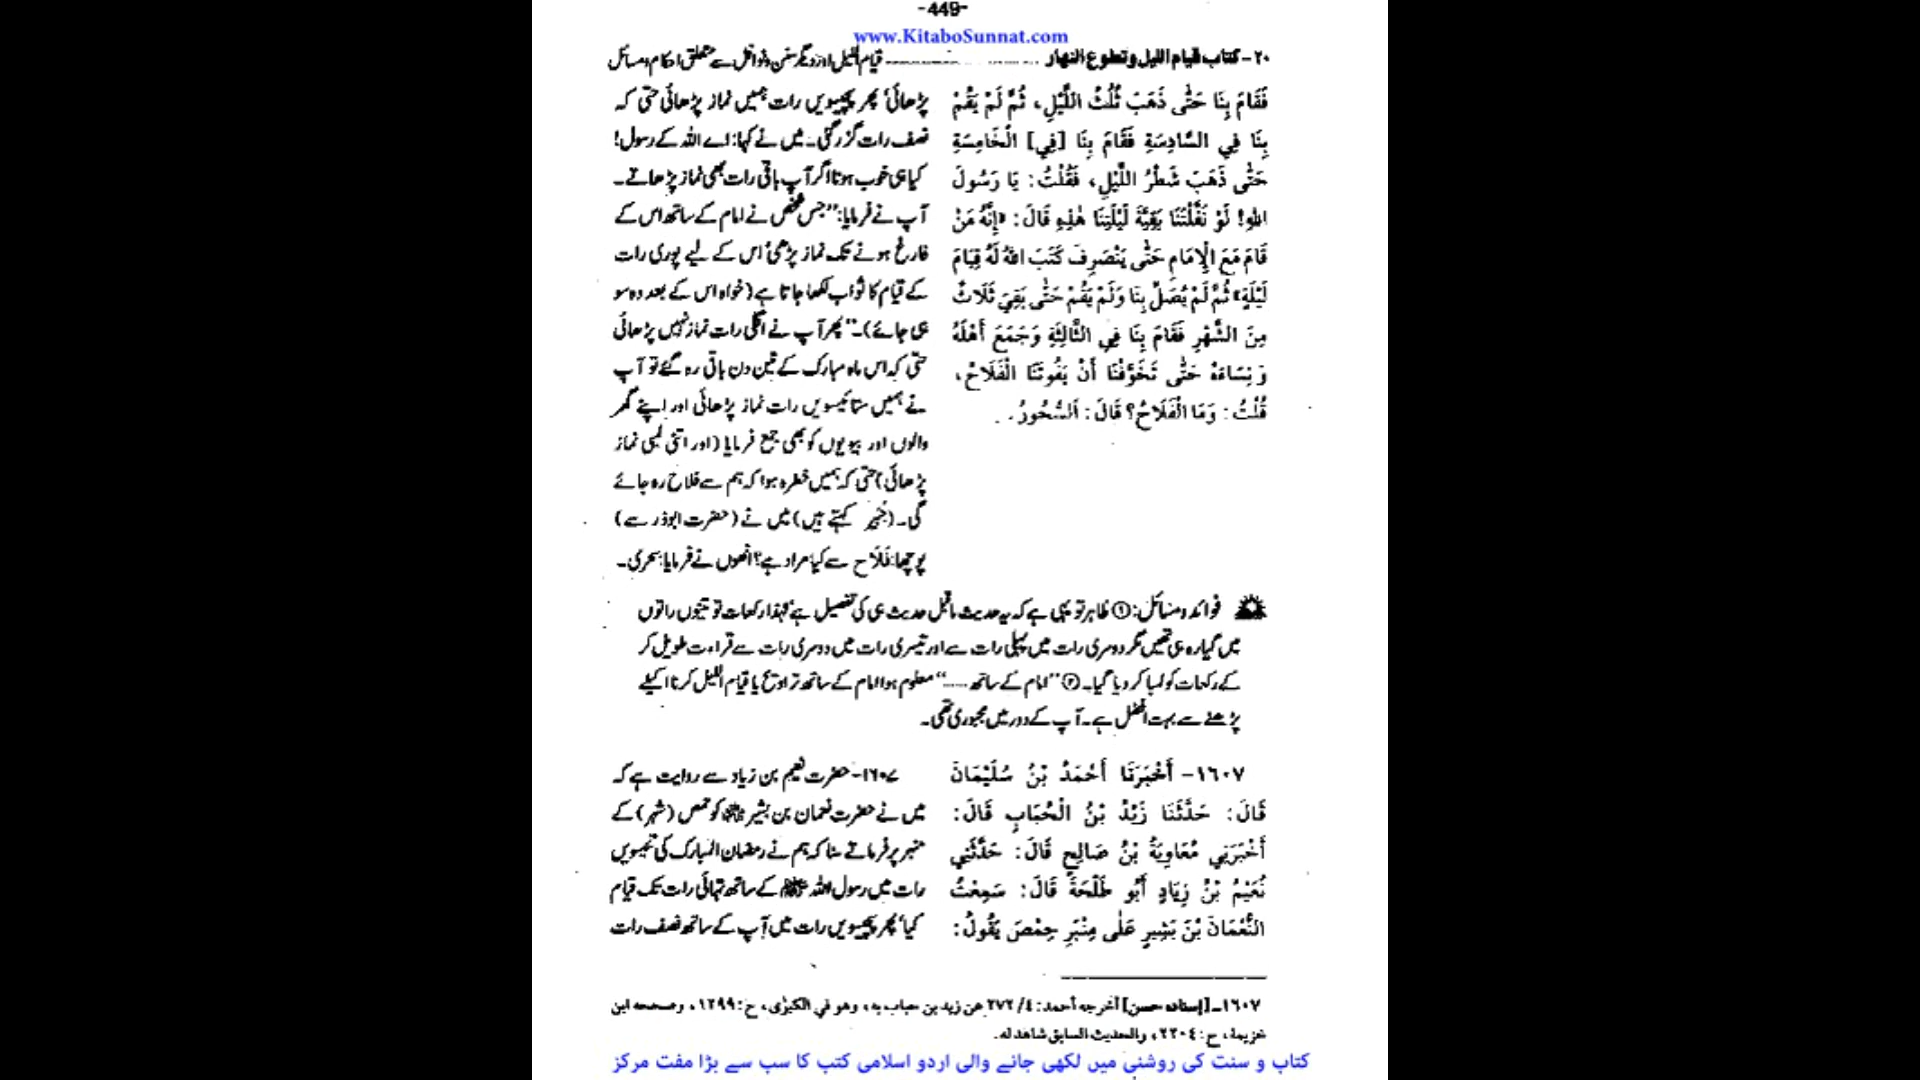 -449-
www.KitaboSunnat.com
٢٠- كتاب قيام الليل وتطوع النهار ... قیام اللیل اور دیگر سنن ونوافل سے متعلق احکام ومسائل
فَقَامَ بِنَا حَتّٰى ذَهَبَ ثُلُثُ اللَّيْلِ، ثُمَّ لَمْ يَقُمْ
بِنَا فِي السَّادِسَةِ فَقَامَ بِنَا [فِي] الْخَامِسَةِ
حَتّٰى ذَهَبَ شَطْرُ اللَّيْلِ، فَقُلْتُ: يَا رَسُولَ
اللهِ! لَوْ نَفَّلْتَنَا بَقِيَّةَ لَيْلَتِنَا هٰذِهِ قَالَ: «إِنَّهُ مَنْ
قَامَ مَعَ الْإِمَامِ حَتّٰى يَنْصَرِفَ كَتَبَ اللهُ لَهُ قِيَامَ
لَيْلَةٍ» ثُمَّ لَمْ يُصَلِّ بِنَا وَلَمْ يَقُمْ حَتّٰى بَقِيَ ثَلَاثٌ
مِنَ الشَّهْرِ فَقَامَ بِنَا فِي الثَّالِثَةِ وَجَمَعَ أَهْلَهُ
وَنِسَاءَهُ حَتّٰى تَخَوَّفْنَا أَنْ يَفُوتَنَا الْفَلَاحُ،
قُلْتُ: وَمَا الْفَلَاحُ؟ قَالَ: اَلسُّحُورُ.
پڑھائی‘ پھر پچیسویں رات ہمیں نماز پڑھائی حتی کہ
نصف رات گزر گئی۔ میں نے کہا: اے اللہ کے رسول!
کیا ہی خوب ہوتا اگر آپ باقی رات بھی نماز پڑھاتے۔
آپ نے فرمایا: ’’جس شخص نے امام کے ساتھ اس کے
فارغ ہونے تک نماز پڑھی‘ اس کے لیے پوری رات
کے قیام کا ثواب لکھا جاتا ہے (خواہ اس کے بعد وہ سو
ہی جائے)۔‘‘ پھر آپ نے اگلی رات نماز نہیں پڑھائی
حتی کہ اس ماہ مبارک کے تین دن باقی رہ گئے تو آپ
نے ہمیں ستائیسویں رات نماز پڑھائی اور اپنے گھر
والوں اور بیویوں کو بھی جمع فرمایا (اور اتنی لمبی نماز
پڑھائی) حتی کہ ہمیں خطرہ ہوا کہ ہم سے فلاح رہ جائے
گی۔ (جُبَیر کہتے ہیں) میں نے (حضرت ابوذر سے)
پوچھا: فَلَاح سے کیا مراد ہے؟ انھوں نے فرمایا: سحری۔
فوائد ومسائل: ① ظاہر تو یہی ہے کہ یہ حدیث ماقبل حدیث ہی کی تفصیل ہے‘ لہٰذا رکعات تو تینوں راتوں
میں گیارہ ہی تھیں مگر دوسری رات میں پہلی رات سے اور تیسری رات میں دوسری رات سے قراءت طویل کر
کے رکعات کو لمبا کر دیا گیا۔ ② ’’امام کے ساتھ .....‘‘ معلوم ہوا امام کے ساتھ تراویح یا قیام اللیل کرنا اکیلے
پڑھنے سے بہت افضل ہے۔ آپ کے دور میں مجبوری تھی۔
١٦٠٧- أَخْبَرَنَا أَحْمَدُ بْنُ سُلَيْمَانَ
قَالَ: حَدَّثَنَا زَيْدُ بْنُ الْحُبَابِ قَالَ:
أَخْبَرَنِي مُعَاوِيَةُ بْنُ صَالِحٍ قَالَ: حَدَّثَنِي
نُعَيْمُ بْنُ زِيَادٍ أَبُو طَلْحَةَ قَالَ: سَمِعْتُ
النُّعْمَانَ بْنَ بَشِيرٍ عَلٰى مِنْبَرِ حِمْصَ يَقُولُ:
١٦٠٧- حضرت نعیم بن زیاد سے روایت ہے کہ
میں نے حضرت نعمان بن بشیر کو حمص (شہر) کے
منبر پر فرماتے سنا کہ ہم نے رمضان المبارک کی تئیسویں
رات میں رسول اللہ ﷺ کے ساتھ تہائی رات تک قیام
کیا‘ پھر پچیسویں رات میں آپ کے ساتھ نصف رات
١٦٠٧- [إسناده حسن] أخرجه أحمد: ٤/ ٢٧٢ عن زيد بن حباب به، وهو في الكبرٰى، ح: ١٢٩٩، وصححه ابن
خزيمة، ح: ٢٢٠٤، والحديث السابق شاهد له.
کتاب و سنت کی روشنی میں لکھی جانے والی اردو اسلامی کتب کا سب سے بڑا مفت مرکز